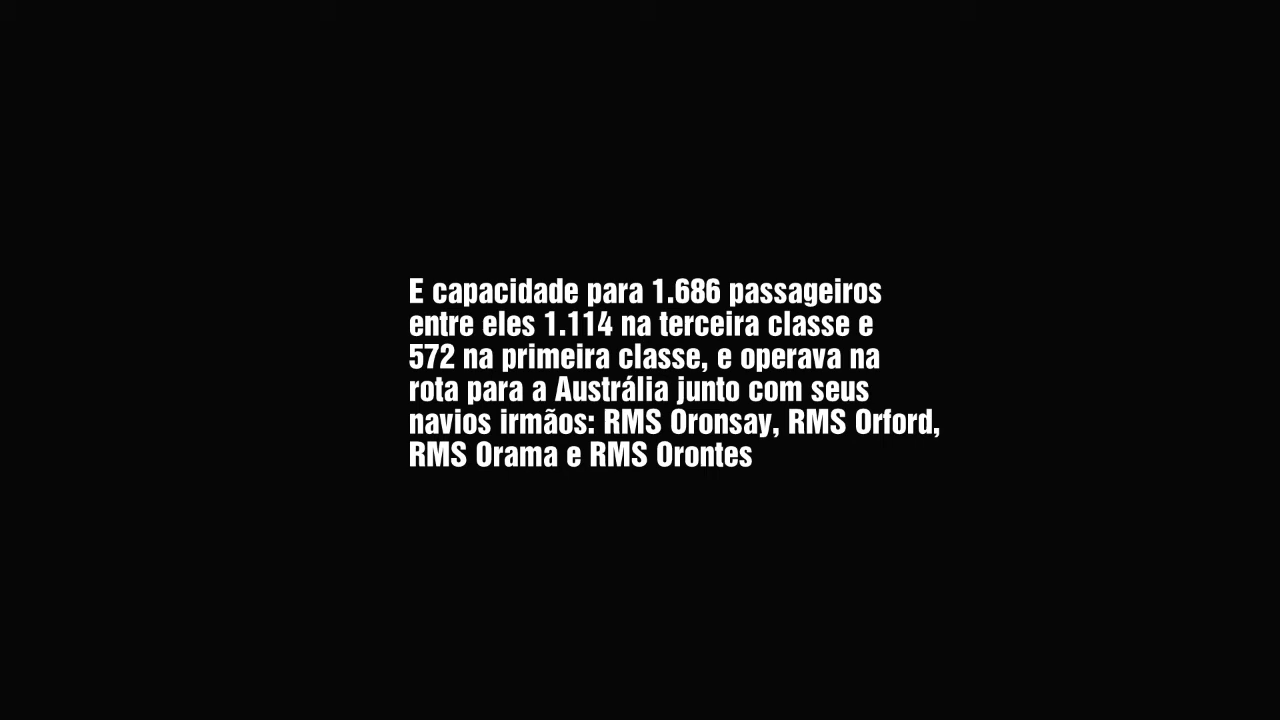 E capacidade para 1.686 passageiros
entre eles 1.114 na terceira classe e
572 na primeira classe, e operava na
rota para a Austrália junto com seus
navios irmãos: RMS Oronsay, RMS Orford,
RMS Orama e RMS Orontes